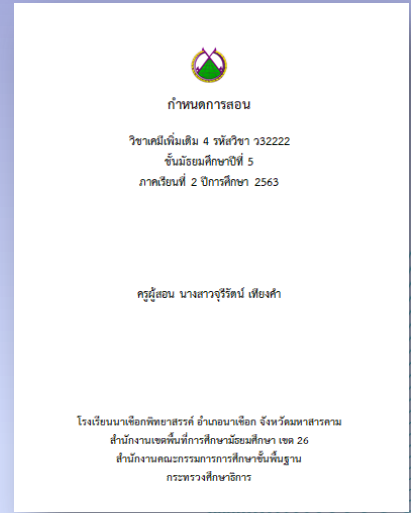 กำหนดการสอน
วิชาเคมีเพิ่มเติม 4 รหัสวิชา ว32222
ชั้นมัธยมศึกษาปีที่ 5
ภาคเรียนที่ 2 ปีการศึกษา 2563
ครูผู้สอน นางสาวจุรีรัตน์ เทียงคำ
โรงเรียนนาเชือกพิทยาสรรค์ อำเภอนาเชือก จังหวัดมหาสารคาม
สำนักงานเขตพื้นที่การศึกษามัธยมศึกษา เขต 26
สำนักงานคณะกรรมการการศึกษาขั้นพื้นฐาน
กระทรวงศึกษาธิการ